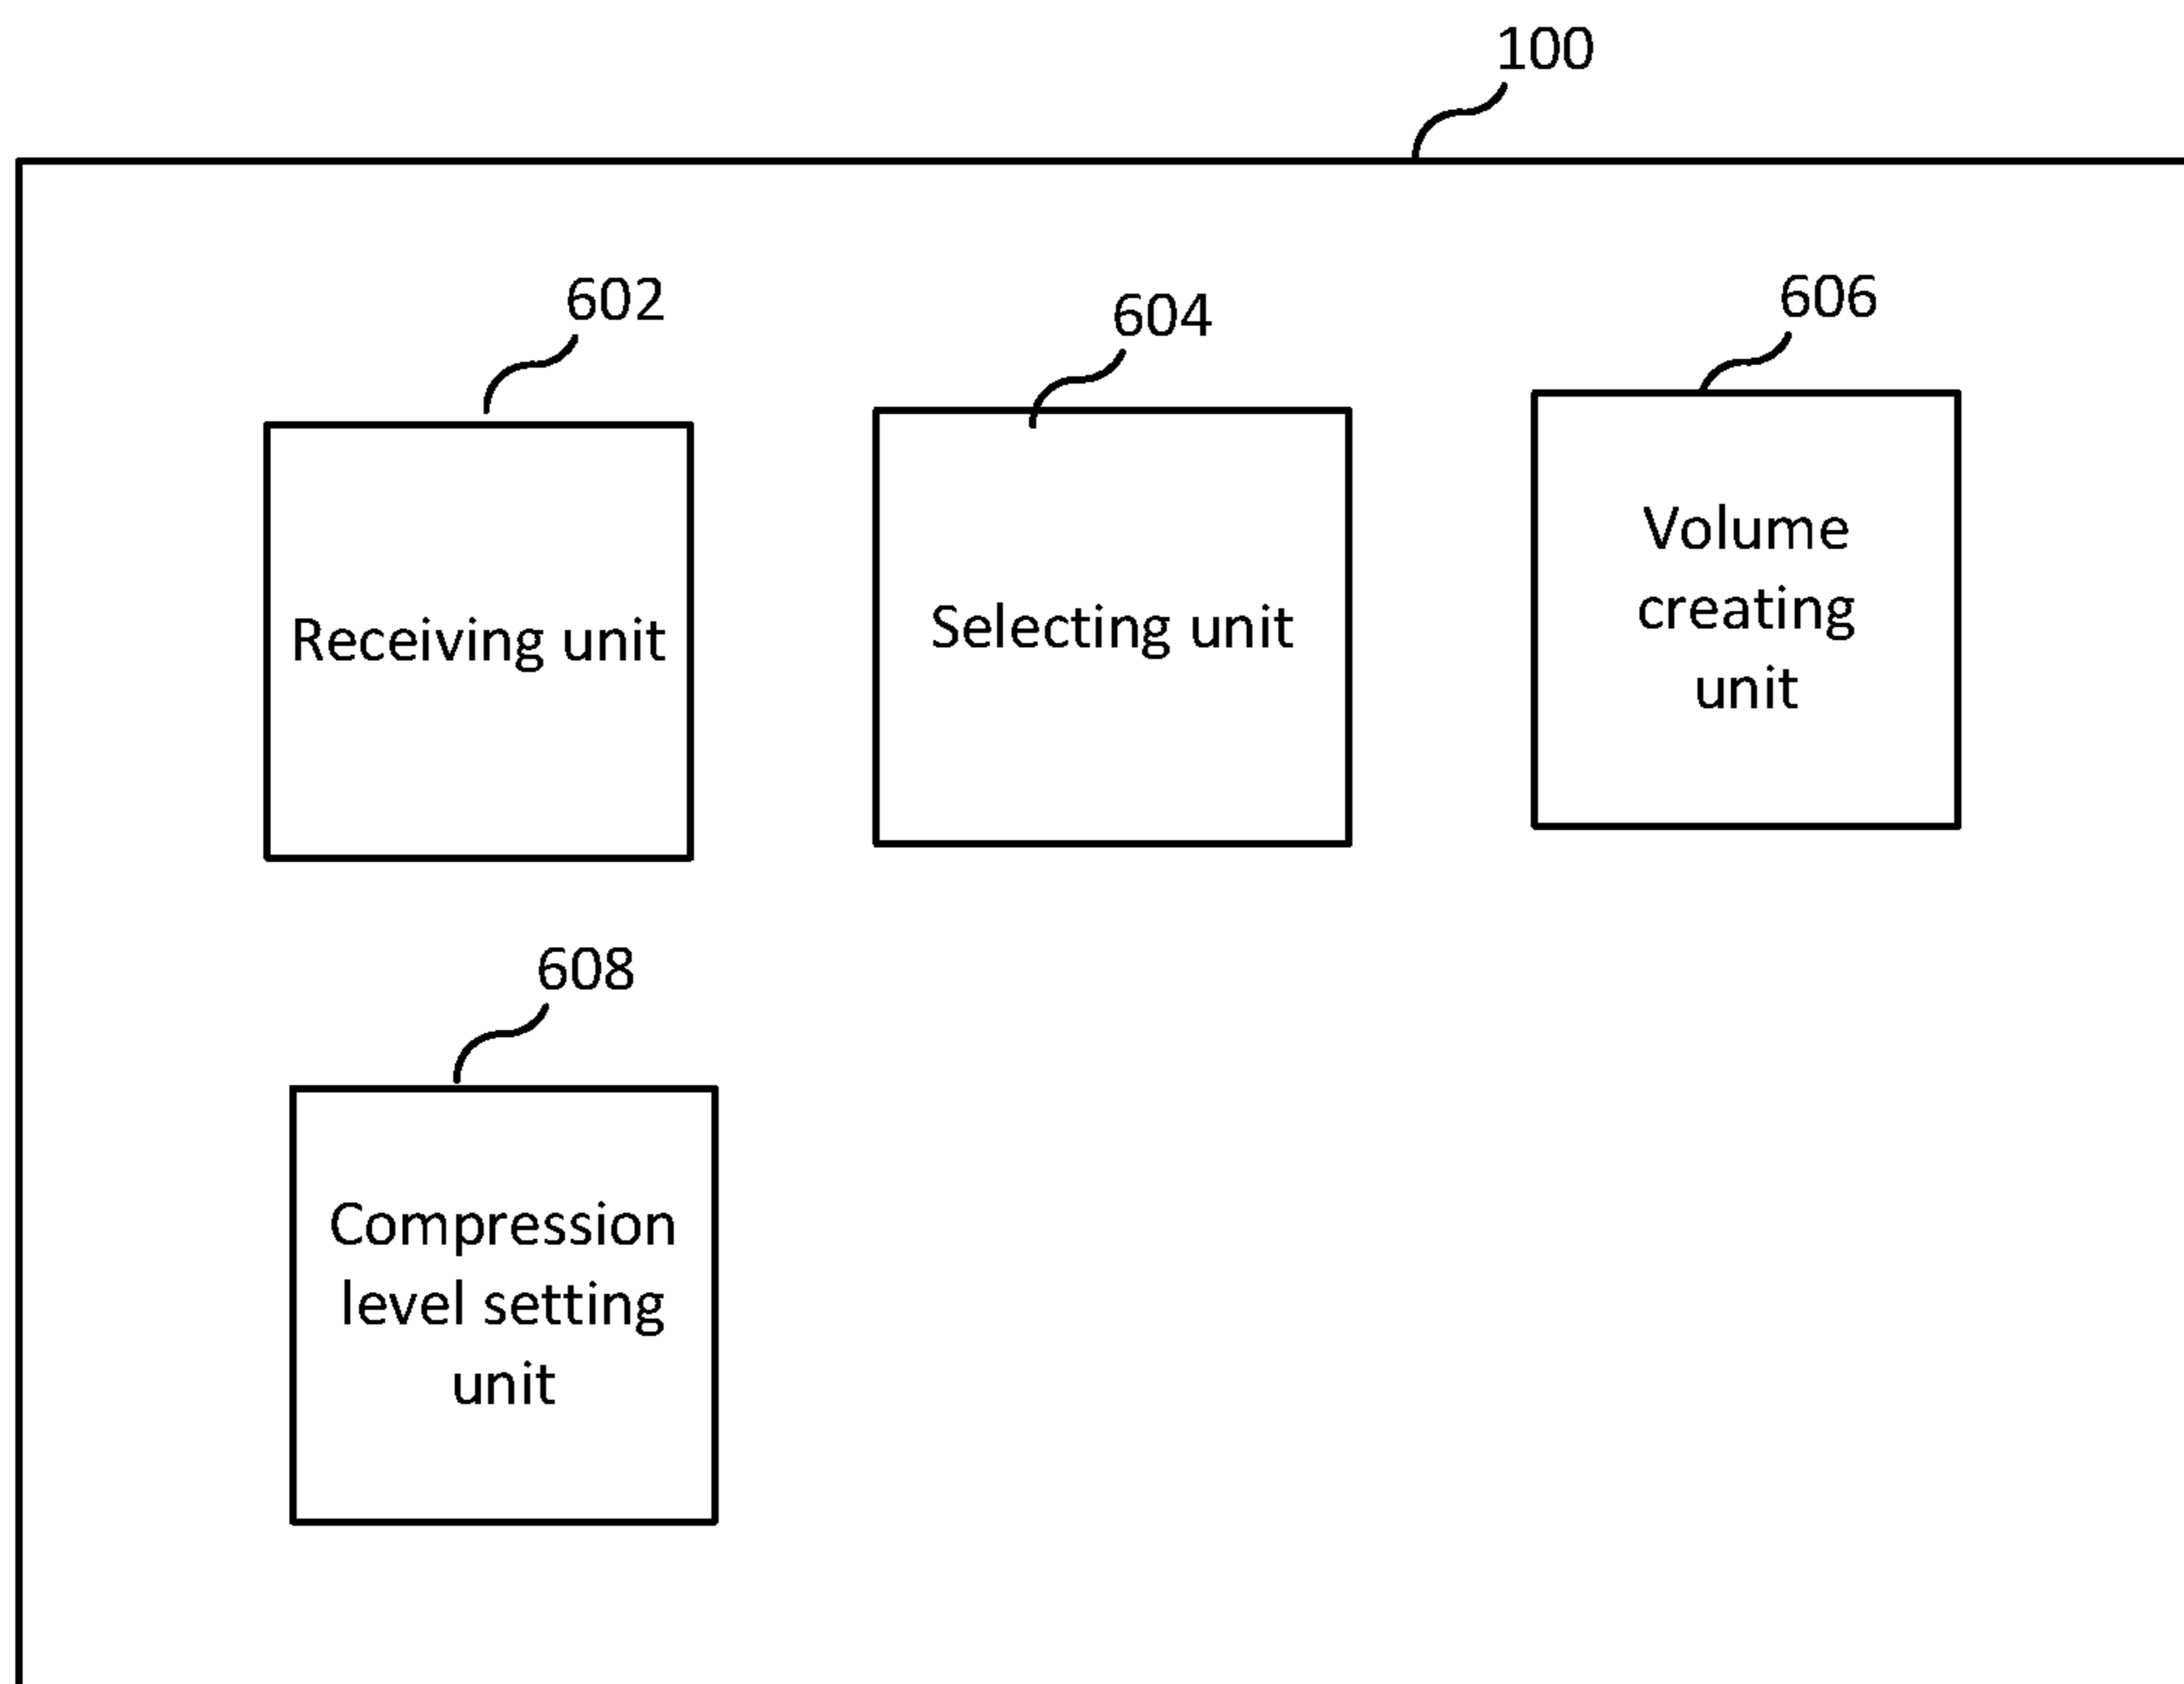 100
602
604
606
Receiving unit
Selecting unit
Volume
creating
unit
608
Compression
level setting
unit